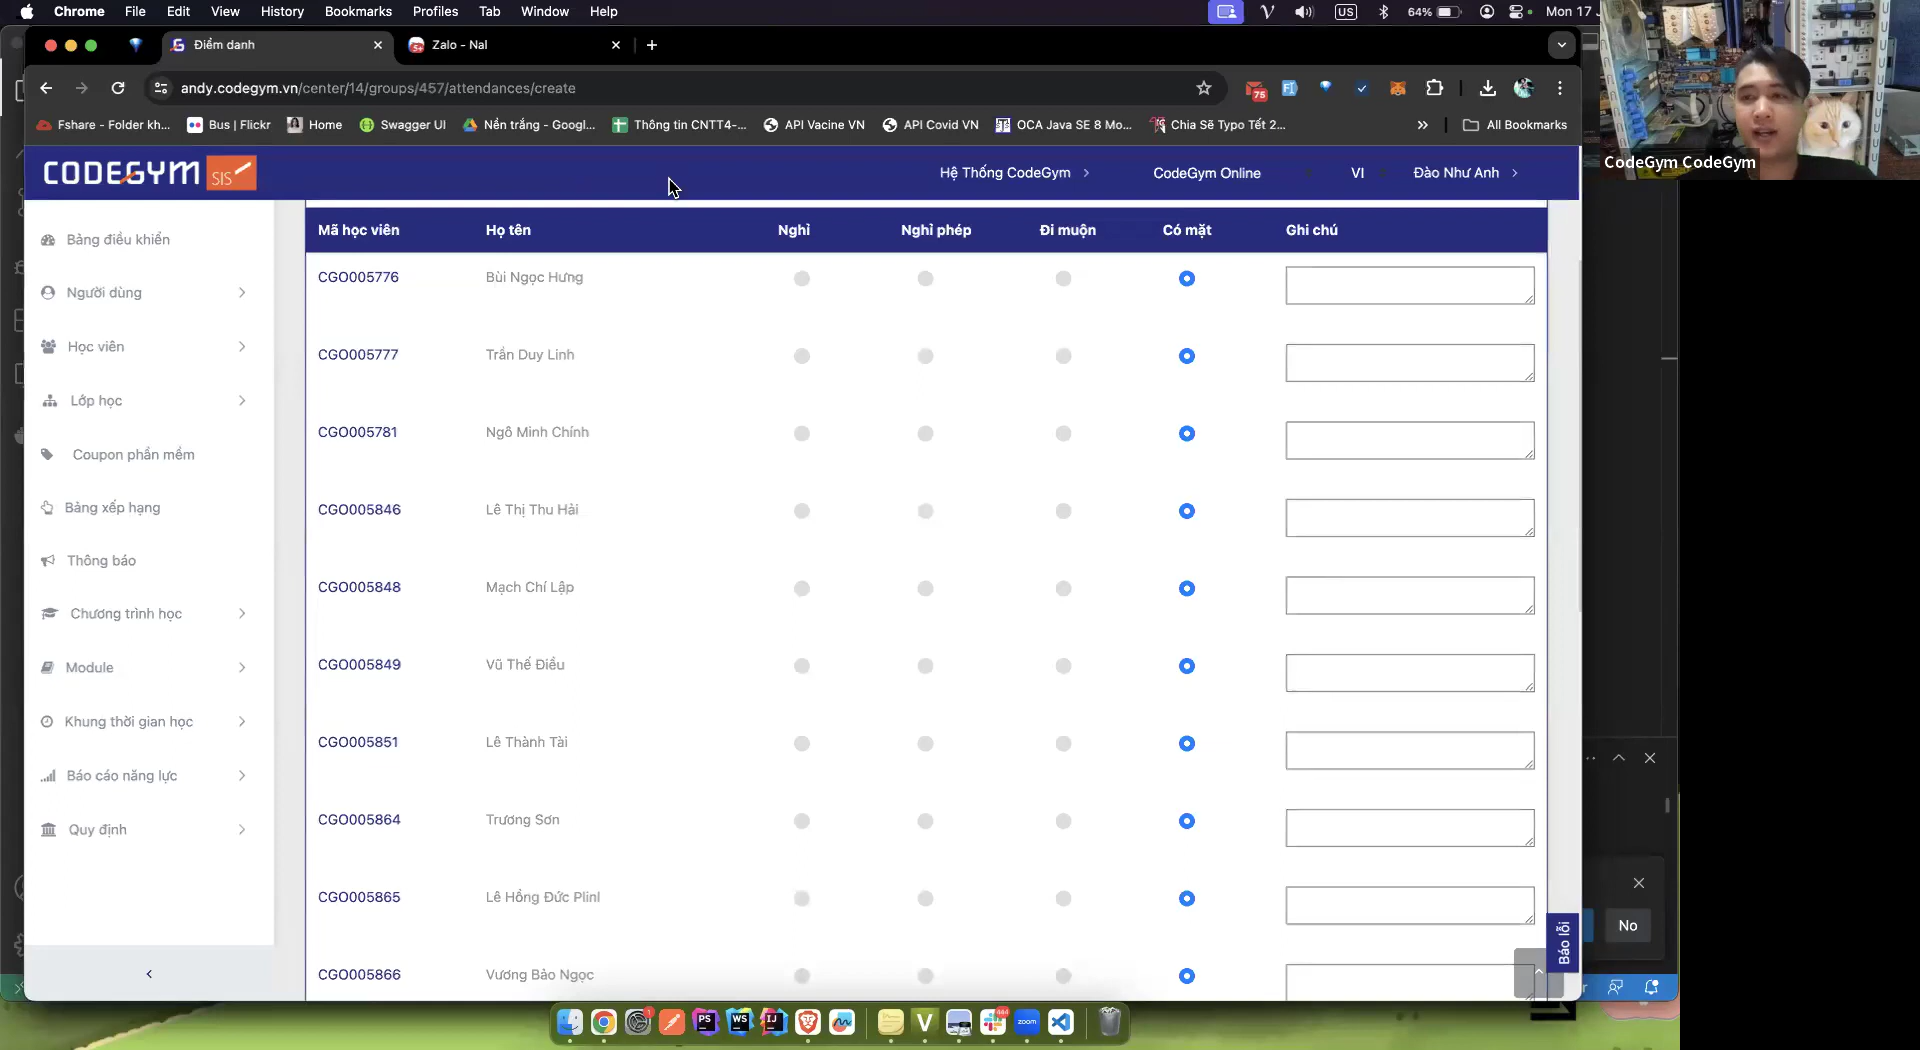 Chrome File Edit View History Bookmarks Profiles Tab Window Help US 64% Mon 17
Điểm danh
Zalo - Nal
andy.codegym.vn/center/14/groups/457/attendances/create
75
Fshare - Folder kh...
Bus | Flickr
Home
Swagger UI
Nền trắng - Googl...
Thông tin CNTT4-...
API Vacine VN
API Covid VN
OCA Java SE 8 Mo...
Chia Sẽ Typo Tết 2...
All Bookmarks
CodeGym CodeGym
CODEGYM SIS
Hệ Thống CodeGym
CodeGym Online
VI
Đào Như Anh
Bảng điều khiển
Người dùng
Học viên
Lớp học
Coupon phần mềm
Bảng xếp hạng
Thông báo
Chương trình học
Module
Khung thời gian học
Báo cáo năng lực
Quy định
Mã học viên Họ tên Nghỉ Nghỉ phép Đi muộn Có mặt Ghi chú
CGO005776 Bùi Ngọc Hưng
CGO005777 Trần Duy Linh
CGO005781 Ngô Minh Chính
CGO005846 Lê Thị Thu Hải
CGO005848 Mạch Chí Lập
CGO005849 Vũ Thế Điều
CGO005851 Lê Thành Tài
CGO005864 Trương Sơn
CGO005865 Lê Hồng Đức Plinl
CGO005866 Vương Bảo Ngọc
Báo lỗi
No
PS
WS
IJ
V
444
zoom